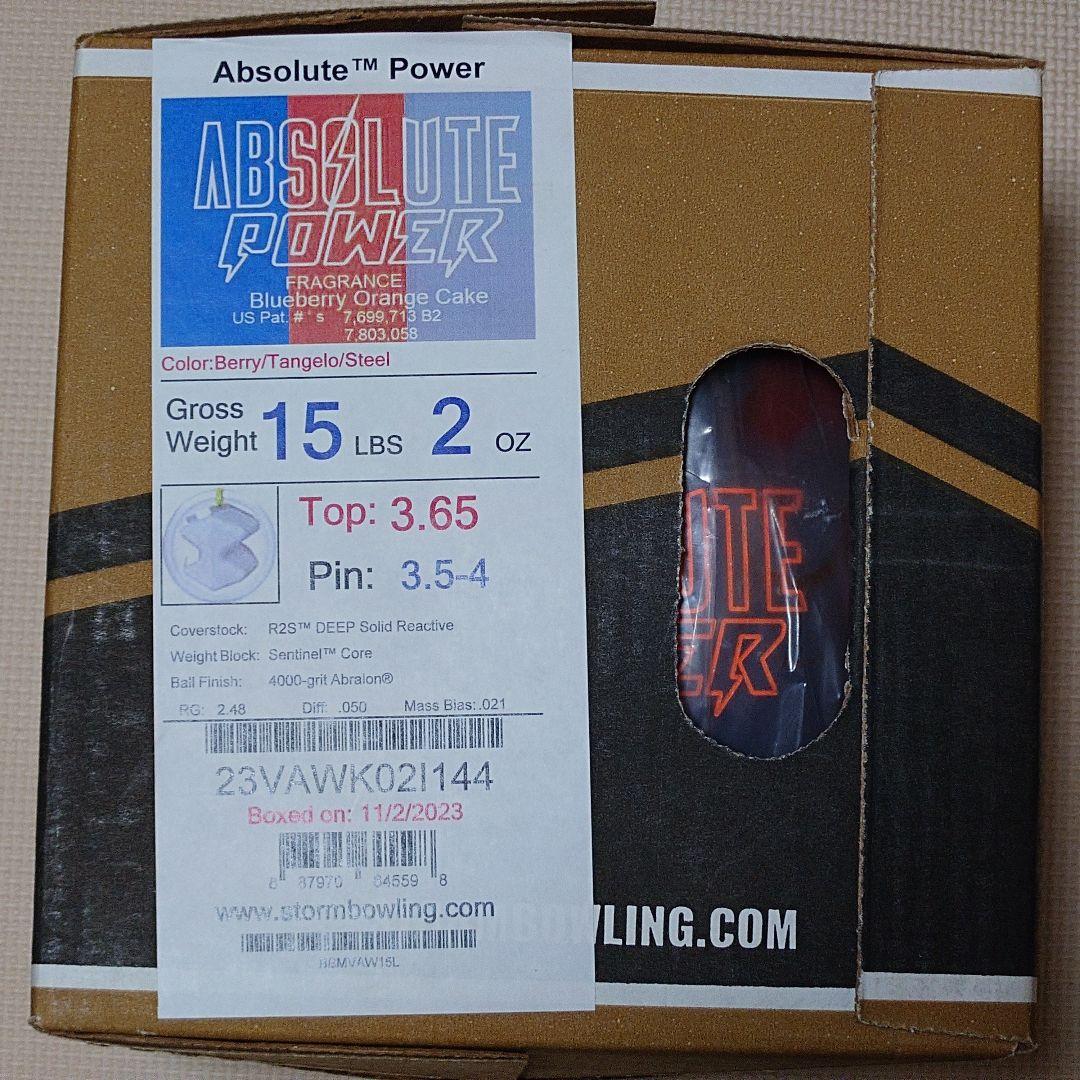 Absolute™ Power
ABSOLUTE
POWER
FRAGRANCE
Blueberry Orange Cake
US Pat. #'s 7,699,713 B2
7,803,058
Color:Berry/Tangelo/Steel
Gross Weight 15 LBS 2 OZ
Top: 3.65
Pin: 3.5-4
Coverstock: R2S™ DEEP Solid Reactive
Weight Block: Sentinel™ Core
Ball Finish: 4000-grit Abralon®
RG: 2.48 Diff: .050 Mass Bias: .021
23VAWK02I144
Boxed on: 11/2/2023
8 87970 64559 8
www.stormbowling.com
BBMVAW15L
UTE
ER
BOWLING.COM